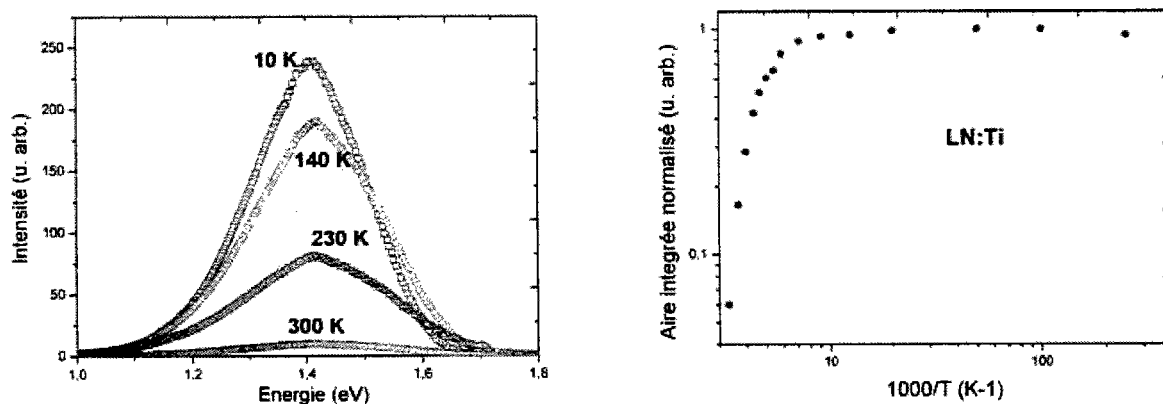 250
200
150
100
50
0
Intensité (u. arb.)
10 K
140 K
230 K
300 K
1.0
1.2
1.4
1.6
1.8
Energie (eV)
1
0,1
Aire integrée normalisé (u. arb.)
LN:Ti
10
100
1000/T (K-1)